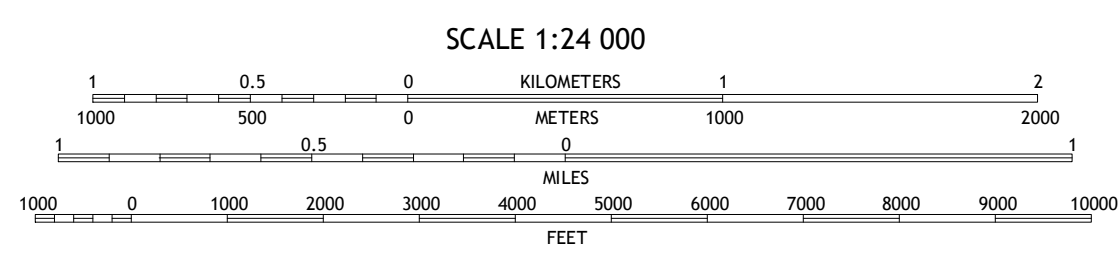 SCALE 1:24 000
1 0.5 0 KILOMETERS 1 2
1000 500 0 METERS 1000 2000
1 0.5 0 1
MILES
1000 0 1000 2000 3000 4000 5000 6000 7000 8000 9000 10000
FEET